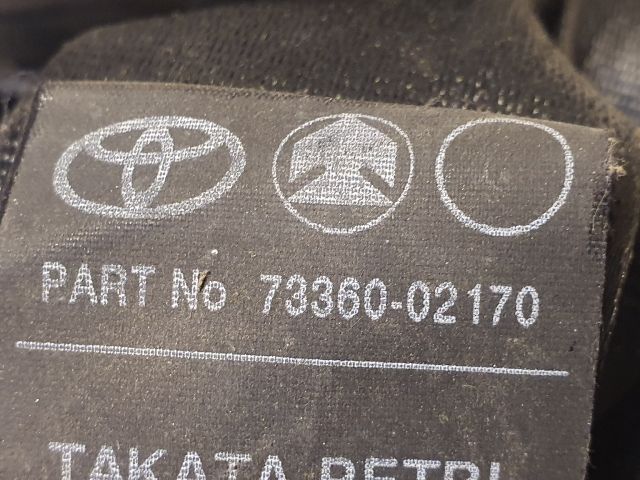 PART No 73360-02170
TAKATA PETRI